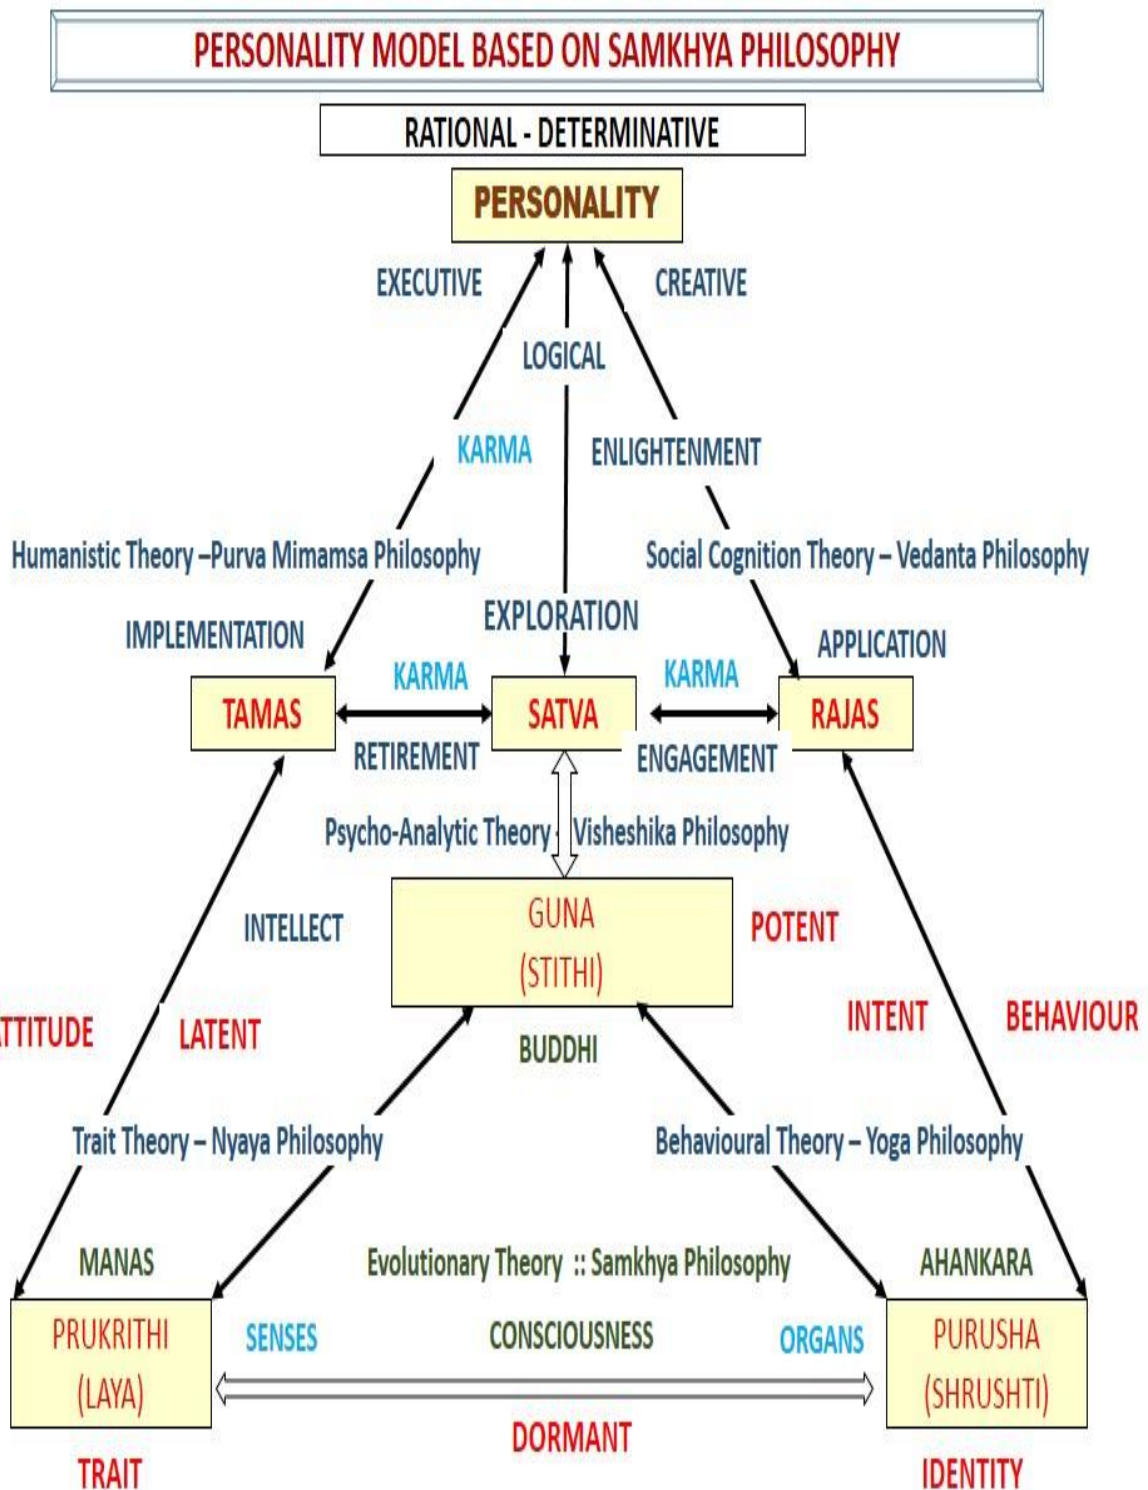 PERSONALITY MODEL BASED ON SAMKHYA PHILOSOPHY
RATIONAL - DETERMINATIVE
PERSONALITY
EXECUTIVE
CREATIVE
LOGICAL
KARMA
ENLIGHTENMENT
Humanistic Theory –Purva Mimamsa Philosophy
Social Cognition Theory – Vedanta Philosophy
EXPLORATION
IMPLEMENTATION
APPLICATION
KARMA
KARMA
TAMAS
SATVA
RAJAS
RETIREMENT
ENGAGEMENT
Psycho-Analytic Theory - Visheshika Philosophy
GUNA
(STITHI)
INTELLECT
POTENT
ATTITUDE
LATENT
INTENT
BEHAVIOUR
BUDDHI
Trait Theory – Nyaya Philosophy
Behavioural Theory – Yoga Philosophy
MANAS
Evolutionary Theory :: Samkhya Philosophy
AHANKARA
PRUKRITHI
(LAYA)
SENSES
CONSCIOUSNESS
ORGANS
PURUSHA
(SHRUSHTI)
DORMANT
TRAIT
IDENTITY